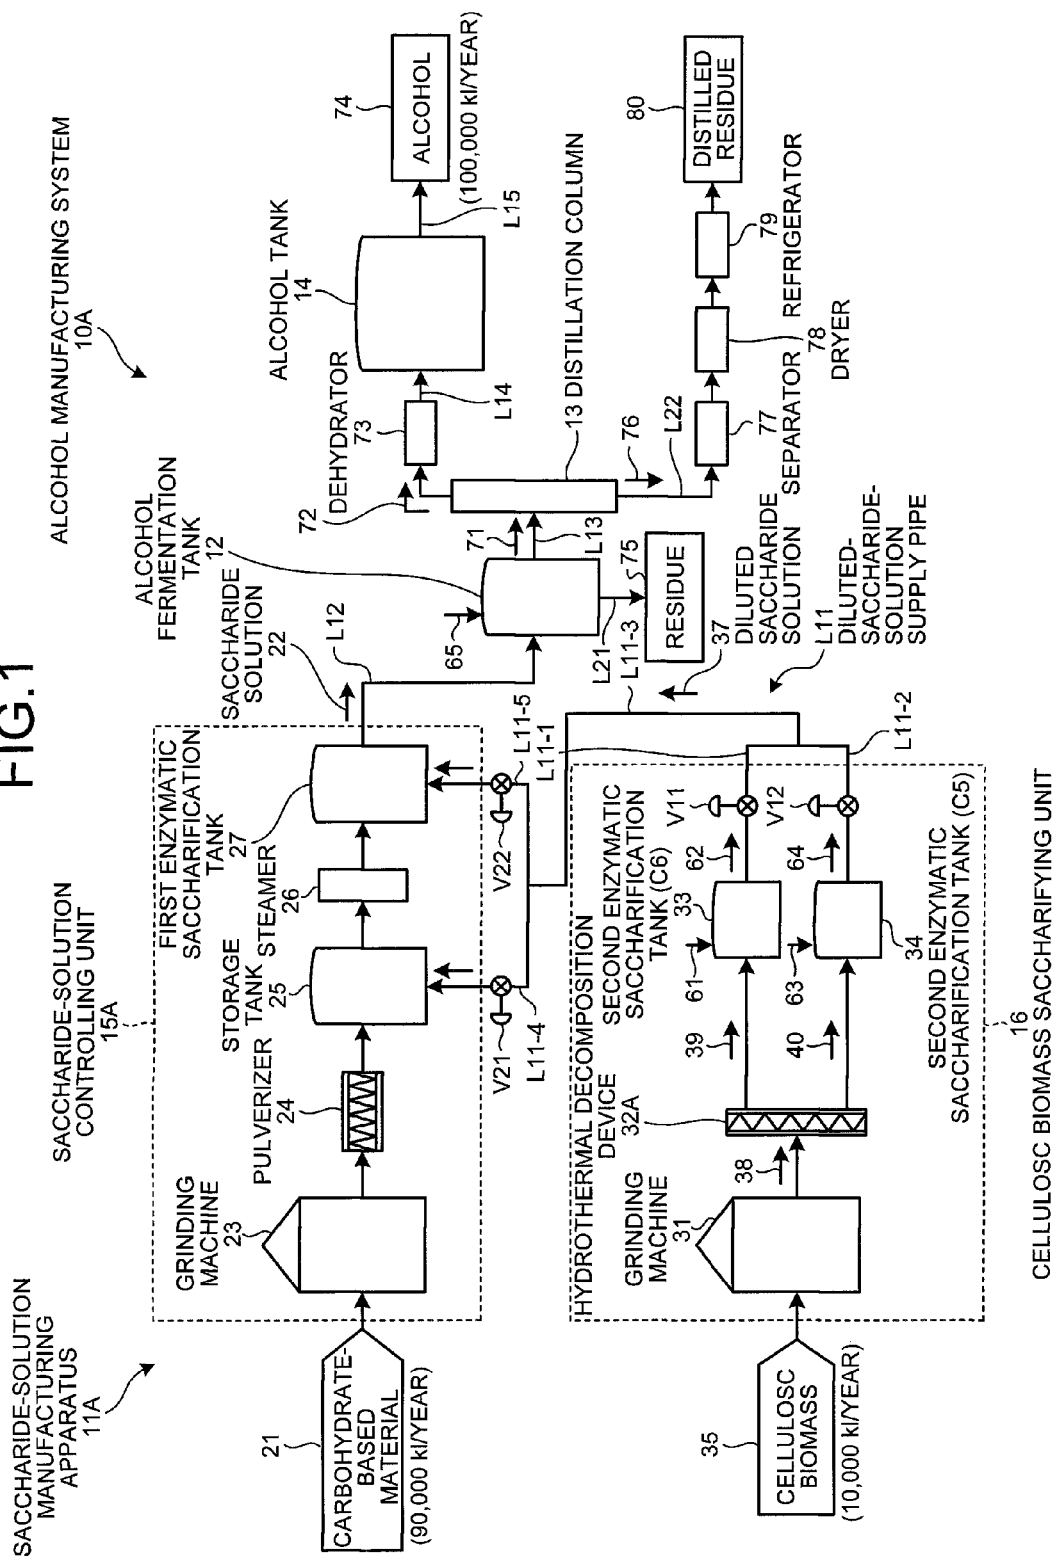 FIG.1
SACCHARIDE-SOLUTION
MANUFACTURING
APPARATUS
11A
SACCHARIDE-SOLUTION
CONTROLLING UNIT
15A
ALCOHOL MANUFACTURING SYSTEM
10A
21
CARBOHYDRATE-
BASED
MATERIAL
(90,000 kl/YEAR)
GRINDING
MACHINE
23
PULVERIZER
24
STORAGE
TANK
25
STEAMER
26
FIRST ENZYMATIC
SACCHARIFICATION
TANK
27
SACCHARIDE
SOLUTION
22
L12
ALCOHOL
FERMENTATION
TANK
12
65
71
L13
72
DEHYDRATOR
73
L14
ALCOHOL TANK
14
L15
74
ALCOHOL
(100,000 kl/YEAR)
13 DISTILLATION COLUMN
76
L22
SEPARATOR
77
78
DRYER
REFRIGERATOR
79
80
DISTILLED
RESIDUE
L21
75
RESIDUE
V21
L11-4
V22
L11-5
L11-1
L11-3
37
DILUTED
SACCHARIDE
SOLUTION
L11
DILUTED-
SACCHARIDE-
SOLUTION
SUPPLY PIPE
L11-2
35
CELLULOSC
BIOMASS
(10,000 kl/YEAR)
GRINDING
MACHINE
31
38
HYDROTHERMAL DECOMPOSITION
DEVICE
32A
39
40
SECOND ENZYMATIC
SACCHARIFICATION
TANK (C6)
33
61
62
V11
63
64
V12
34
SECOND ENZYMATIC
SACCHARIFICATION TANK (C5)
16
CELLULOSC BIOMASS SACCHARIFYING UNIT